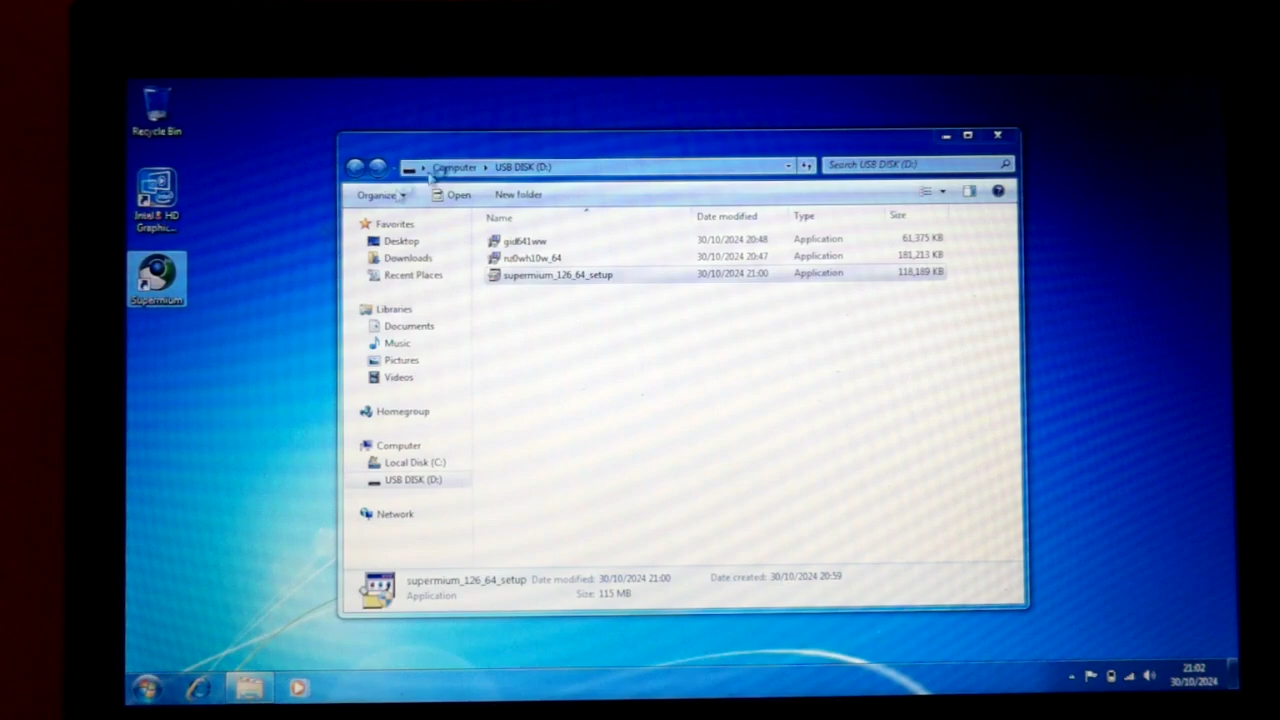 Recycle Bin
Intel® HD
Graphic...
Supermium
Computer ▸ USB DISK (D:)
Search USB DISK (D:)
Organize
Open
New folder
Favorites
Desktop
Downloads
Recent Places
Libraries
Documents
Music
Pictures
Videos
Homegroup
Computer
Local Disk (C:)
USB DISK (D:)
Network
Name Date modified Type Size
gid641ww 30/10/2024 20:48 Application 61,375 KB
nz0wh10w_64 30/10/2024 20:47 Application 181,213 KB
supermium_126_64_setup 30/10/2024 21:00 Application 118,189 KB
supermium_126_64_setup Date modified: 30/10/2024 21:00 Date created: 30/10/2024 20:59
Application Size: 115 MB
21:02
30/10/2024